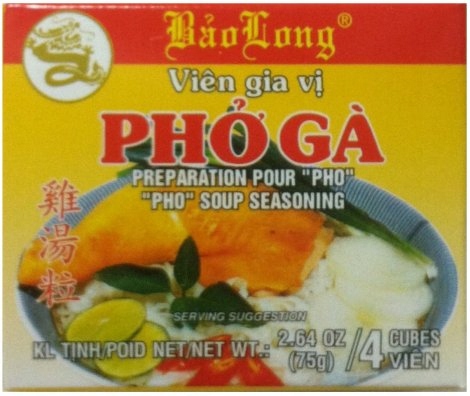 BảoLong®
Viên gia vị
PHỞ GÀ
PREPARATION POUR "PHO"
"PHO" SOUP SEASONING
雞湯粒
SERVING SUGGESTION
KL TỊNH/POID NET/NET WT.: 2.64 OZ (75g) /4 CUBES VIÊN